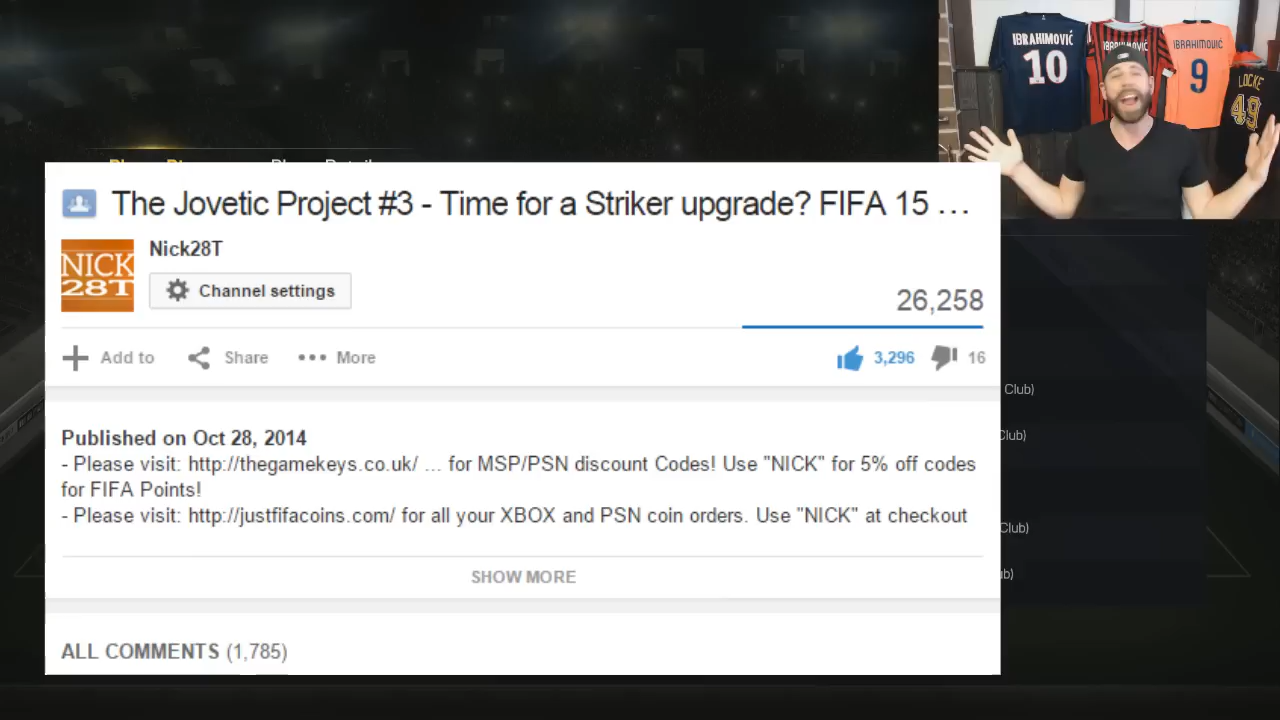 IBRAHIMOVIĆ
10
IBRAHIMOVIĆ
IBRAHIMOVIĆ
9
LOCKE
49
The Jovetic Project #3 - Time for a Striker upgrade? FIFA 15 ...
NICK
28T
Nick28T
Channel settings
26,258
Add to
Share
More
3,296
16
Published on Oct 28, 2014
- Please visit: http://thegamekeys.co.uk/ ... for MSP/PSN discount Codes! Use "NICK" for 5% off codes
for FIFA Points!
- Please visit: http://justfifacoins.com/ for all your XBOX and PSN coin orders. Use "NICK" at checkout
SHOW MORE
ALL COMMENTS (1,785)
Club)
Club)
Club)
ub)